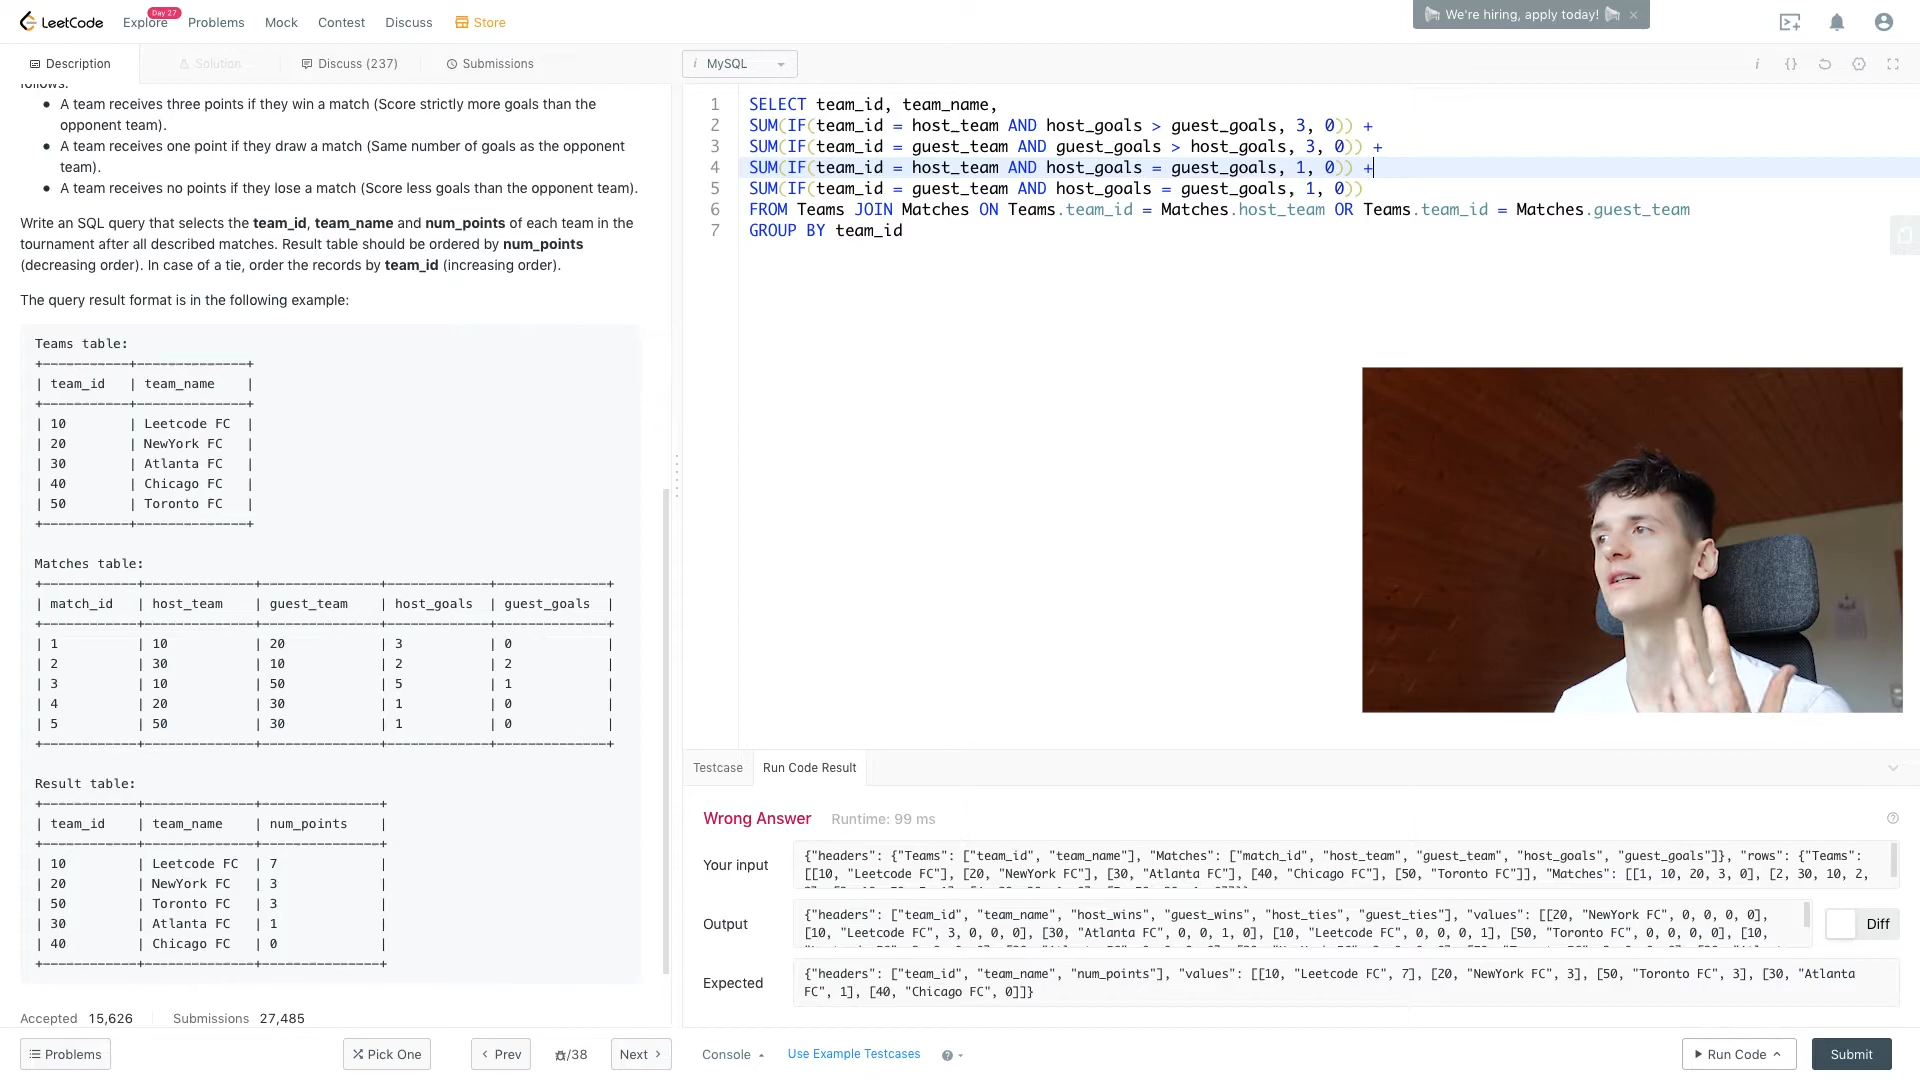 LeetCode
Explore
Day 27
Problems
Mock
Contest
Discuss
Store
We're hiring, apply today!
Description
Solution
Discuss (237)
Submissions
i MySQL
follows:
• A team receives three points if they win a match (Score strictly more goals than the
opponent team).
• A team receives one point if they draw a match (Same number of goals as the opponent
team).
• A team receives no points if they lose a match (Score less goals than the opponent team).
Write an SQL query that selects the team_id, team_name and num_points of each team in the
tournament after all described matches. Result table should be ordered by num_points
(decreasing order). In case of a tie, order the records by team_id (increasing order).
The query result format is in the following example:
Teams table:
+-----------+--------------+
| team_id | team_name |
+-----------+--------------+
| 10 | Leetcode FC |
| 20 | NewYork FC |
| 30 | Atlanta FC |
| 40 | Chicago FC |
| 50 | Toronto FC |
+-----------+--------------+
Matches table:
+------------+--------------+---------------+-------------+--------------+
| match_id | host_team | guest_team | host_goals | guest_goals |
+------------+--------------+---------------+-------------+--------------+
| 1 | 10 | 20 | 3 | 0 |
| 2 | 30 | 10 | 2 | 2 |
| 3 | 10 | 50 | 5 | 1 |
| 4 | 20 | 30 | 1 | 0 |
| 5 | 50 | 30 | 1 | 0 |
+------------+--------------+---------------+-------------+--------------+
Result table:
+------------+--------------+---------------+
| team_id | team_name | num_points |
+------------+--------------+---------------+
| 10 | Leetcode FC | 7 |
| 20 | NewYork FC | 3 |
| 50 | Toronto FC | 3 |
| 30 | Atlanta FC | 1 |
| 40 | Chicago FC | 0 |
+------------+--------------+---------------+
Accepted 15,626 Submissions 27,485
Problems
Pick One
Prev
/38
Next
1 SELECT team_id, team_name,
2 SUM(IF(team_id = host_team AND host_goals > guest_goals, 3, 0)) +
3 SUM(IF(team_id = guest_team AND guest_goals > host_goals, 3, 0)) +
4 SUM(IF(team_id = host_team AND host_goals = guest_goals, 1, 0)) +
5 SUM(IF(team_id = guest_team AND host_goals = guest_goals, 1, 0))
6 FROM Teams JOIN Matches ON Teams.team_id = Matches.host_team OR Teams.team_id = Matches.guest_team
7 GROUP BY team_id
Testcase
Run Code Result
Wrong Answer
Runtime: 99 ms
Your input
{"headers": {"Teams": ["team_id", "team_name"], "Matches": ["match_id", "host_team", "guest_team", "host_goals", "guest_goals"]}, "rows": {"Teams":
[[10, "Leetcode FC"], [20, "NewYork FC"], [30, "Atlanta FC"], [40, "Chicago FC"], [50, "Toronto FC"]], "Matches": [[1, 10, 20, 3, 0], [2, 30, 10, 2,
Output
{"headers": ["team_id", "team_name", "host_wins", "guest_wins", "host_ties", "guest_ties"], "values": [[20, "NewYork FC", 0, 0, 0, 0],
[10, "Leetcode FC", 3, 0, 0, 0], [30, "Atlanta FC", 0, 0, 1, 0], [10, "Leetcode FC", 0, 0, 0, 1], [50, "Toronto FC", 0, 0, 0, 0], [10,
Diff
Expected
{"headers": ["team_id", "team_name", "num_points"], "values": [[10, "Leetcode FC", 7], [20, "NewYork FC", 3], [50, "Toronto FC", 3], [30, "Atlanta
FC", 1], [40, "Chicago FC", 0]]}
Console
Use Example Testcases
Run Code
Submit